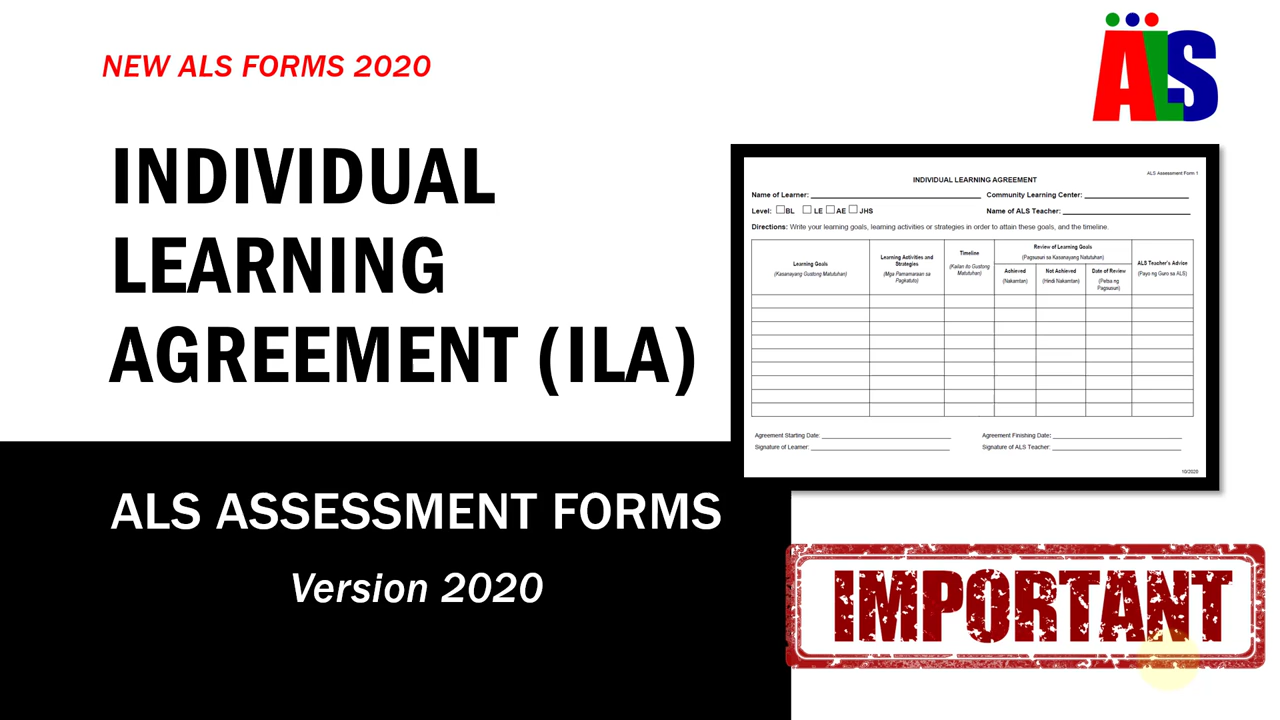 NEW ALS FORMS 2020
ALS
INDIVIDUAL
LEARNING
AGREEMENT (ILA)
ALS Assessment Form 1
INDIVIDUAL LEARNING AGREEMENT
Name of Learner: Community Learning Center:
Level: BL LE AE JHS Name of ALS Teacher:
Directions: Write your learning goals, learning activities or strategies in order to attain these goals, and the timeline.
Learning Goals
(Kasanayang Gustong Matutuhan)
Learning Activities and
Strategies
(Mga Pamamaraan sa
Pagkatuto)
Timeline
(Kailan ito Gustong
Matutuhan)
Review of Learning Goals
(Pagsusuri sa Kasanayang Natutuhan)
Achieved
(Nakamtan)
Not Achieved
(Hindi Nakamtan)
Date of Review
(Petsa ng
Pagsusuri)
ALS Teacher's Advice
(Payo ng Guro sa ALS)
Agreement Starting Date: Agreement Finishing Date:
Signature of Learner: Signature of ALS Teacher:
10/2020
ALS ASSESSMENT FORMS
Version 2020
IMPORTANT